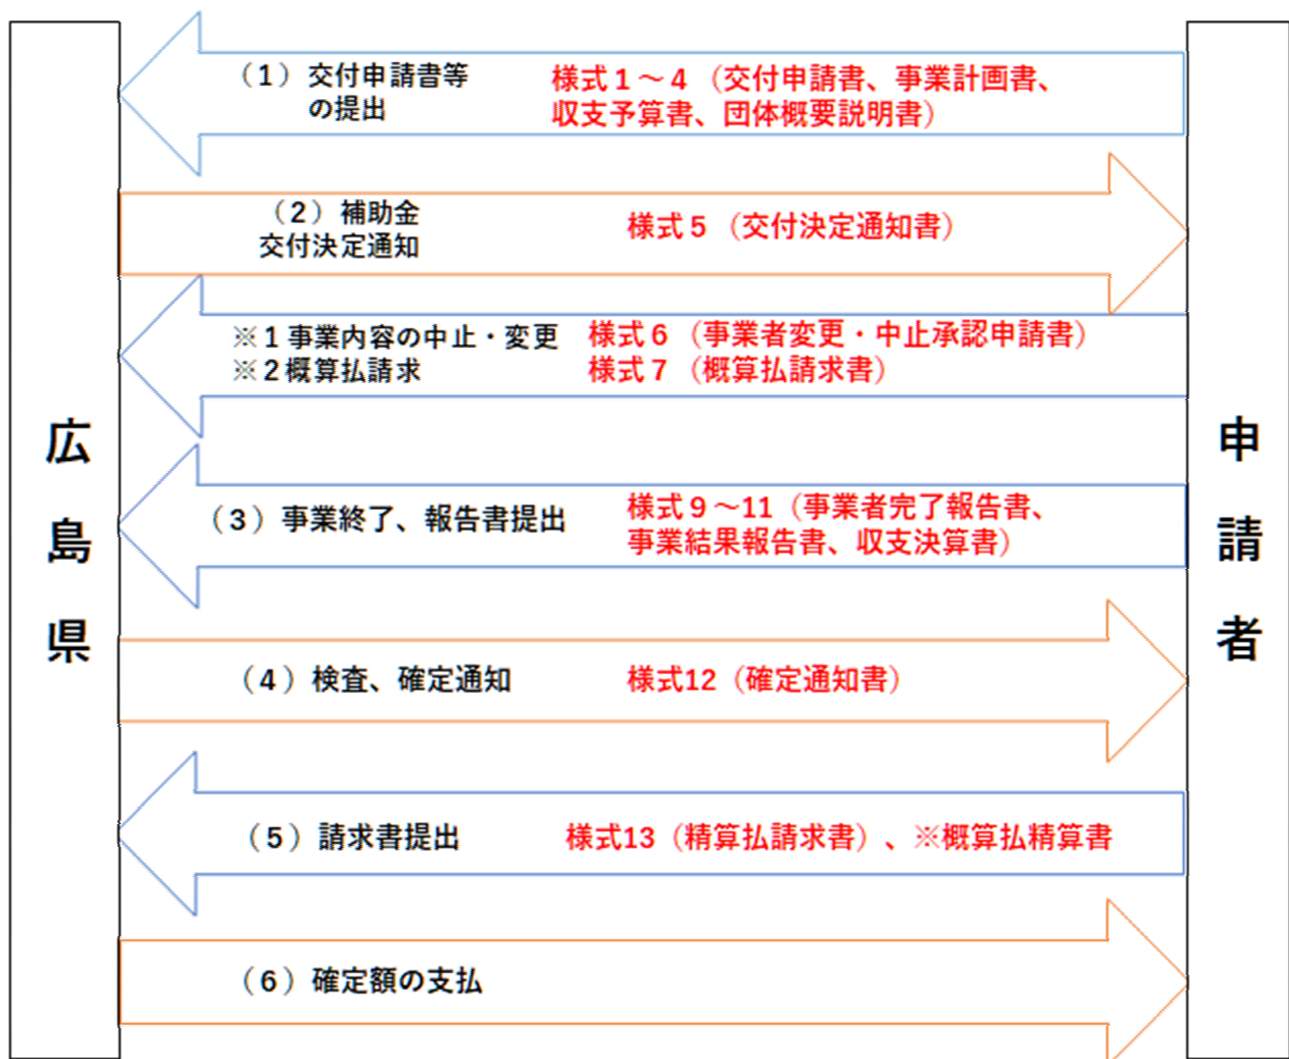 広島県
申請者
（1）交付申請書等
の提出
様式１～４（交付申請書、事業計画書、
収支予算書、団体概要説明書）
（2）補助金
交付決定通知
様式５（交付決定通知書）
※１事業内容の中止・変更
※２概算払請求
様式６（事業者変更・中止承認申請書）
様式７（概算払請求書）
（3）事業終了、報告書提出
様式９～11（事業者完了報告書、
事業結果報告書、収支決算書）
（4）検査、確定通知
様式12（確定通知書）
（5）請求書提出
様式13（精算払請求書）、※概算払精算書
（6）確定額の支払